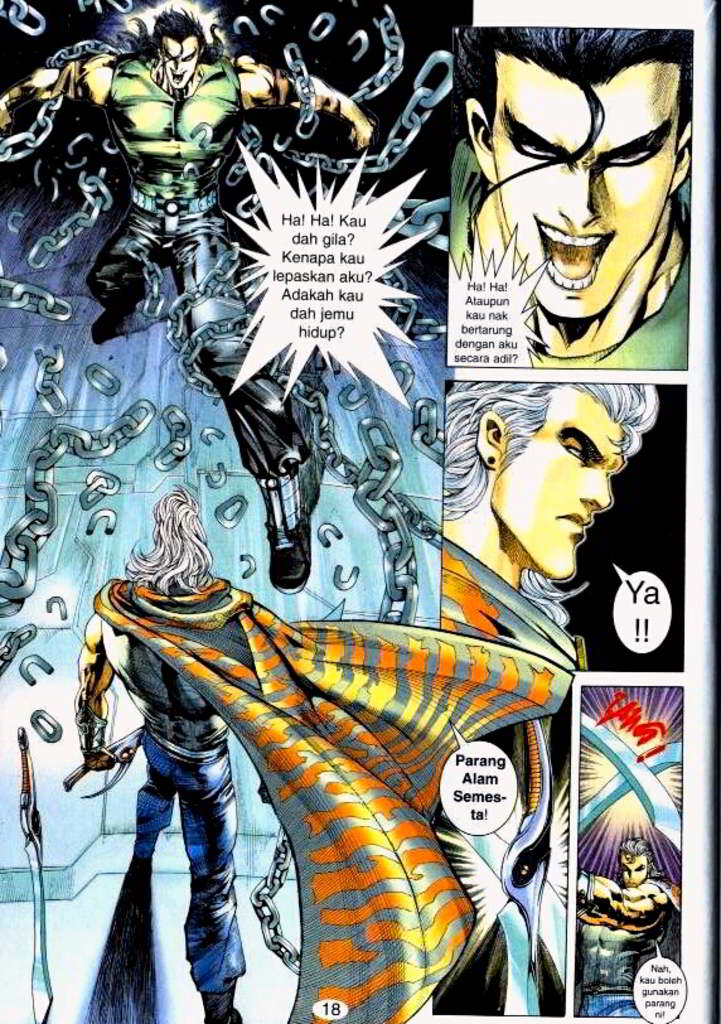 Ha! Ha! Kau
dah gila?
Kenapa kau
lepaskan aku?
Adakah kau
dah jemu
hidup?
Ha! Ha!
Ataupun
kau nak
bertarung
dengan aku
secara adil?
Ya
!!
Parang
Alam
Semes-
ta!
Nah,
kau boleh
gunakan
parang
ni!
18